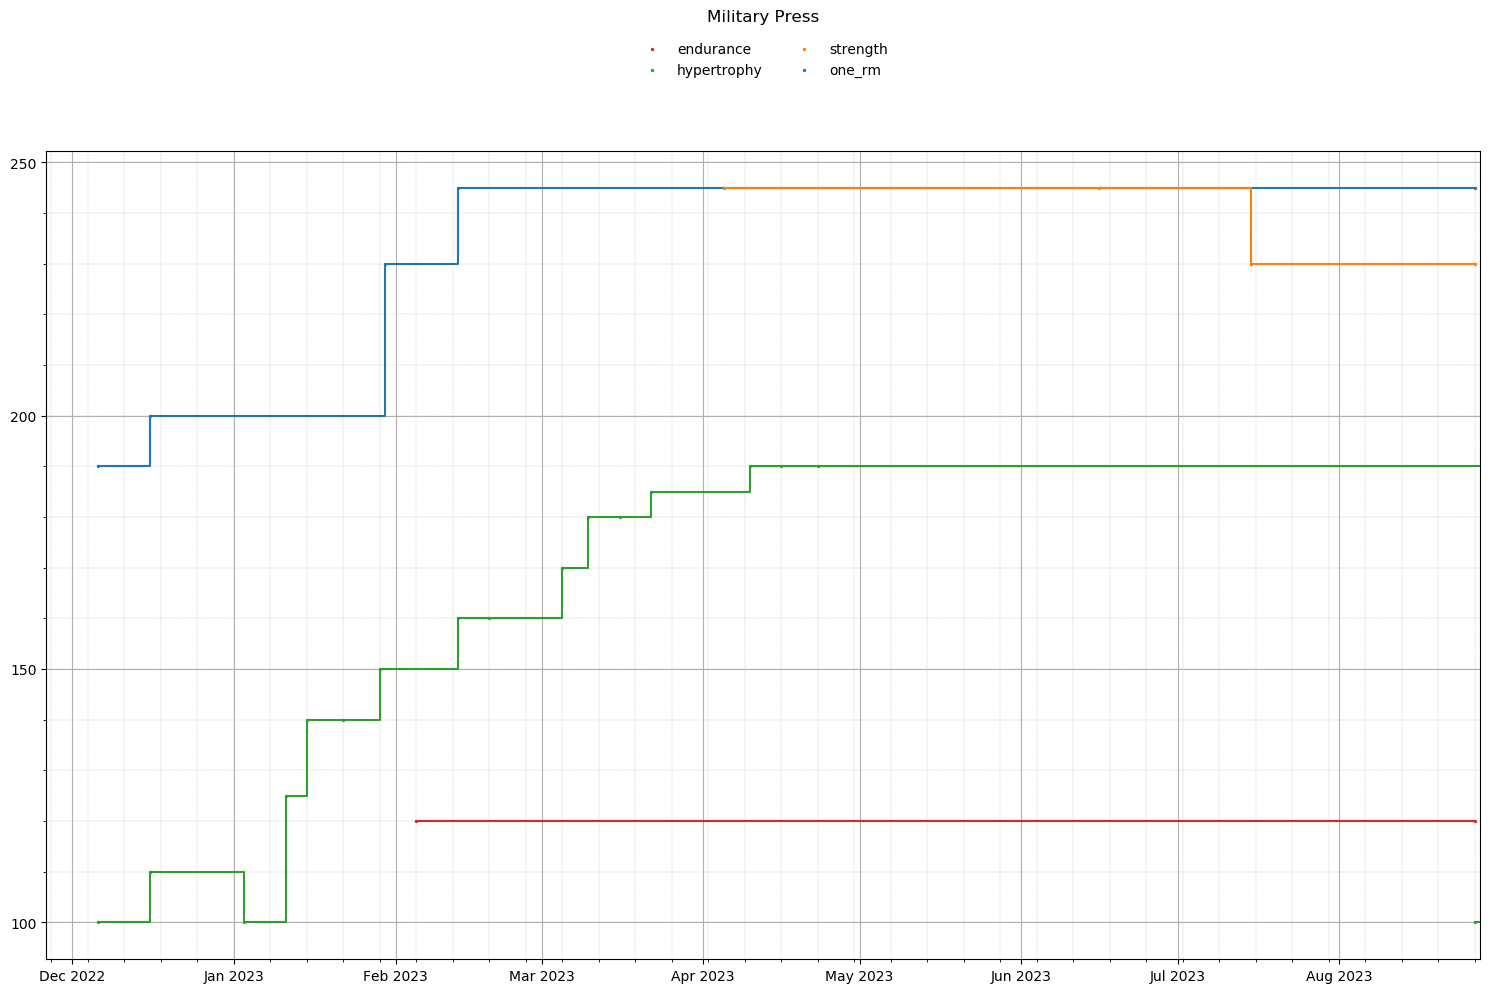 Military Press
endurance strength
hypertrophy one_rm
250
200
150
100
Dec 2022 Jan 2023 Feb 2023 Mar 2023 Apr 2023 May 2023 Jun 2023 Jul 2023 Aug 2023